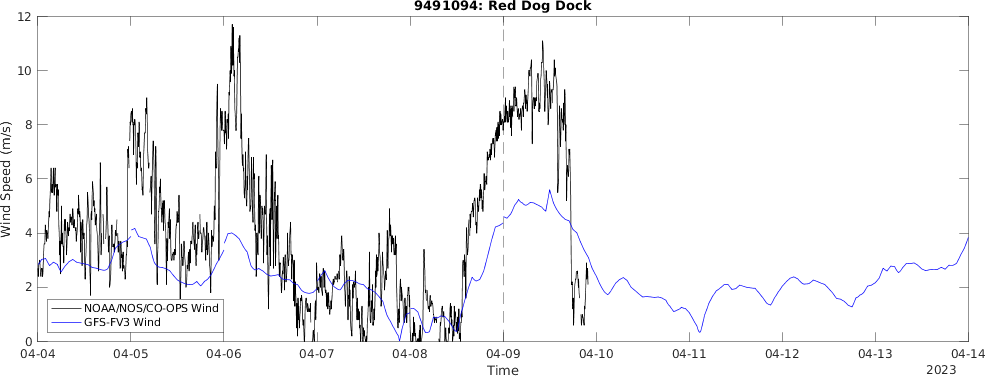 9491094: Red Dog Dock
Wind Speed (m/s)
12
10
8
6
4
2
0
NOAA/NOS/CO-OPS Wind
GFS-FV3 Wind
04-04 04-05 04-06 04-07 04-08 04-09 04-10 04-11 04-12 04-13 04-14
Time
2023